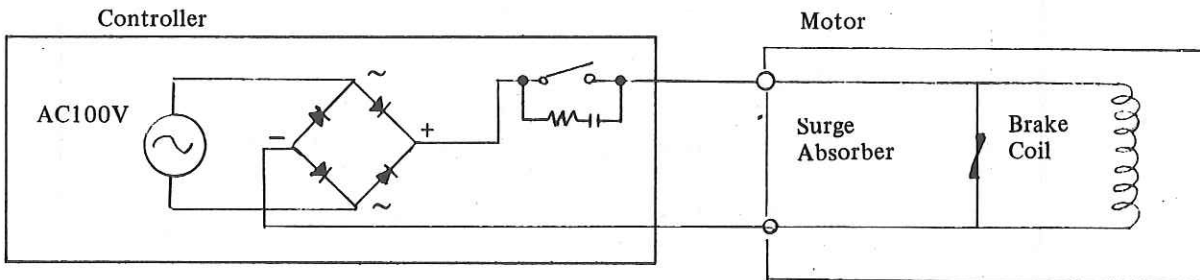 Controller
Motor
AC100V
~
~
−
+
Surge
Absorber
Brake
Coil